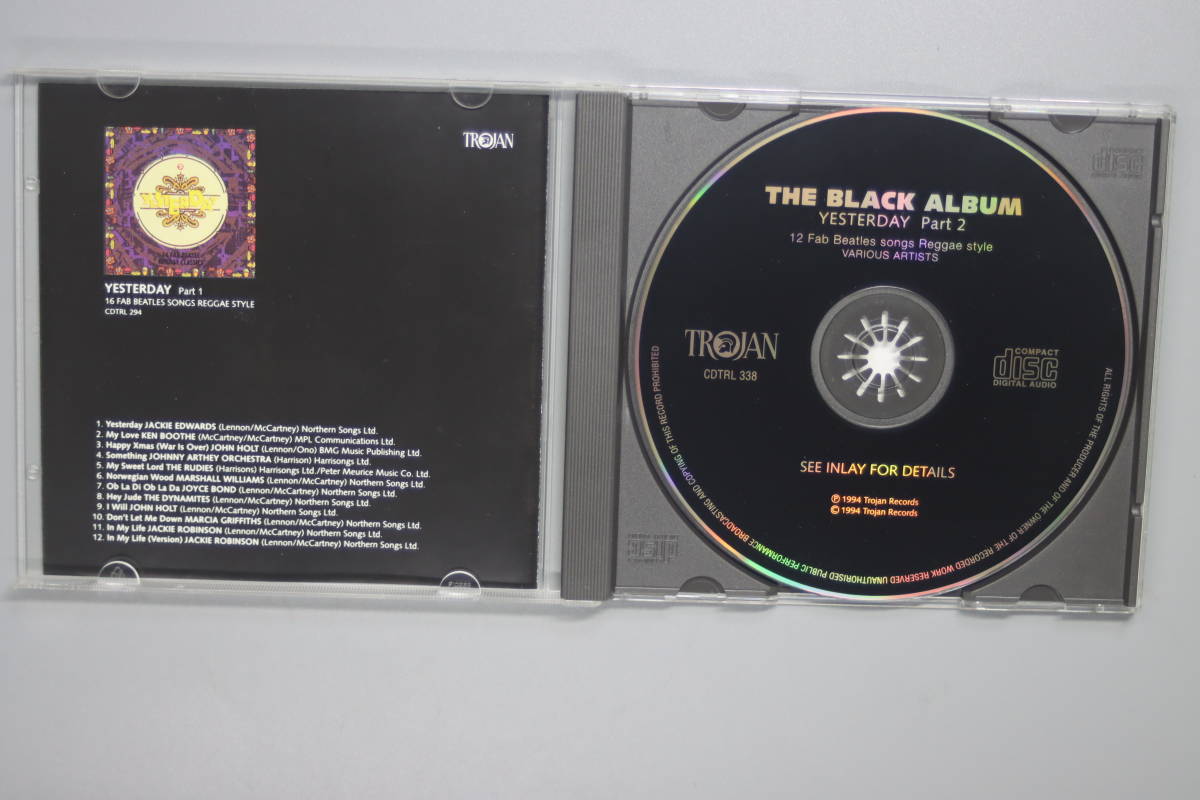 TROJAN
14 FAB BEATLE
REGGAE CLASSICS
YESTERDAY Part 1
16 FAB BEATLES SONGS REGGAE STYLE
CDTRL 294
1. Yesterday JACKIE EDWARDS (Lennon/McCartney) Northern Songs Ltd.
2. My Love KEN BOOTHE (McCartney/McCartney) MPL Communications Ltd.
3. Happy Xmas (War Is Over) JOHN HOLT (Lennon/Ono) BMG Music Publishing Ltd.
4. Something JOHNNY ARTHEY ORCHESTRA (Harrison) Harrisongs Ltd.
5. My Sweet Lord THE RUDIES (Harrisons) Harrisongs Ltd./Peter Meurice Music Co. Ltd.
6. Norwegian Wood MARSHALL WILLIAMS (Lennon/McCartney) Northern Songs Ltd.
7. Ob La Di Ob La Da JOYCE BOND (Lennon/McCartney) Northern Songs Ltd.
8. Hey Jude THE DYNAMITES (Lennon/McCartney) Northern Songs Ltd.
9. I Will JOHN HOLT (Lennon/McCartney) Northern Songs Ltd.
10. Don't Let Me Down MARCIA GRIFFITHS (Lennon/McCartney) Northern Songs Ltd.
11. In My Life JACKIE ROBINSON (Lennon/McCartney) Northern Songs Ltd.
12. In My Life (Version) JACKIE ROBINSON (Lennon/McCartney) Northern Songs Ltd.
THE BLACK ALBUM
YESTERDAY Part 2
12 Fab Beatles songs Reggae style
VARIOUS ARTISTS
TROJAN
CDTRL 338
COMPACT
disc
DIGITAL AUDIO
SEE INLAY FOR DETAILS
℗ 1994 Trojan Records
© 1994 Trojan Records
ALL RIGHTS OF THE PRODUCER AND OF THE OWNER OF THE RECORDED WORK RESERVED UNAUTHORISED PUBLIC PERFORMANCE BROADCASTING AND COPYING OF THIS RECORD PROHIBITED
disc
disc